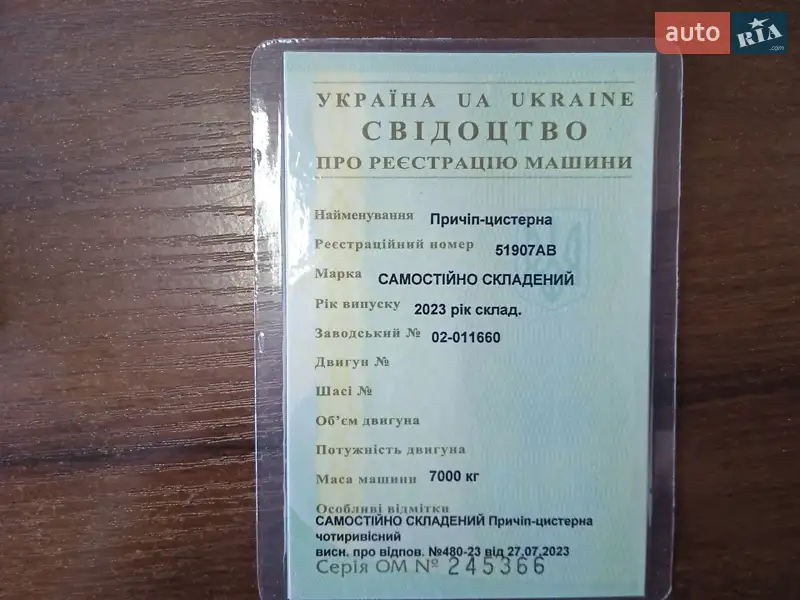 auto RIA .com
УКРАЇНА UA UKRAINE
СВІДОЦТВО
ПРО РЕЄСТРАЦІЮ МАШИНИ
Найменування Причіп-цистерна
Реєстраційний номер 51907АВ
Марка САМОСТІЙНО СКЛАДЕНИЙ
Рік випуску 2023 рік склад.
Заводський № 02-011660
Двигун №
Шасі №
Об'єм двигуна
Потужність двигуна
Маса машини 7000 кг
Особливі відмітки
САМОСТІЙНО СКЛАДЕНИЙ Причіп-цистерна
чотиривісний
висн. про відпов. №480-23 від 27.07.2023
Серія ОМ № 245366